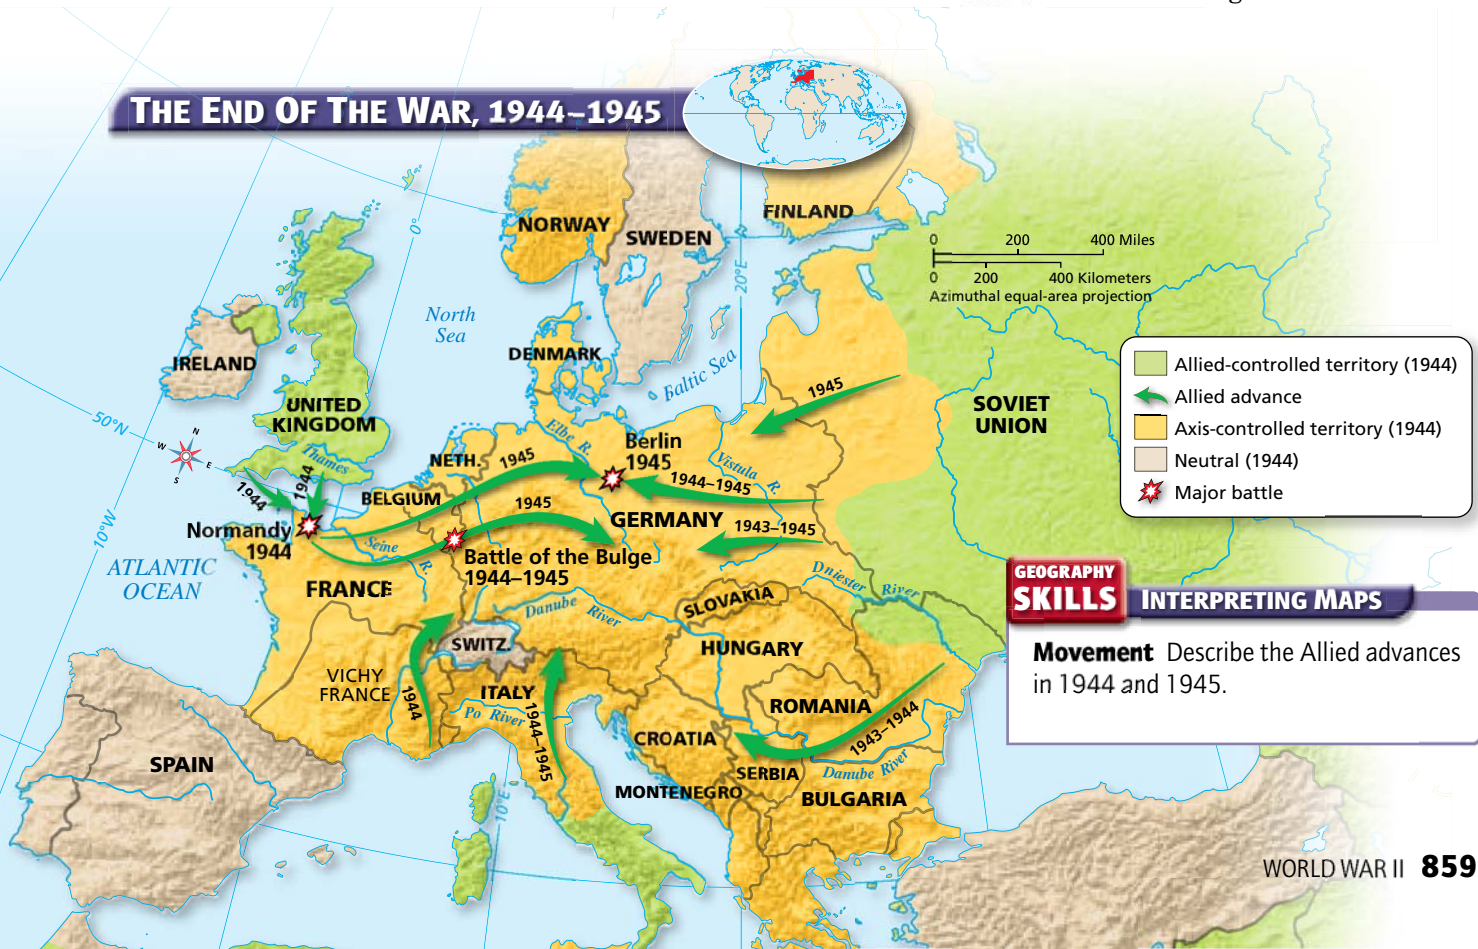 THE END OF THE WAR, 1944–1945
NORWAY
SWEDEN
FINLAND
0 200 400 Miles
0 200 400 Kilometers
Azimuthal equal-area projection
0°
20°E
North
Sea
IRELAND
DENMARK
Baltic Sea
1945
SOVIET
UNION
Allied-controlled territory (1944)
Allied advance
Axis-controlled territory (1944)
Neutral (1944)
Major battle
UNITED
KINGDOM
50°N
N
W
E
S
Thames
Elbe R.
Berlin
1945
NETH.
1945
Vistula R.
1944–1945
1944
1944
BELGIUM
1945
GERMANY
1943–1945
Normandy
1944
10°W
Seine
R.
Battle of the Bulge
1944–1945
ATLANTIC
OCEAN
FRANCE
Dniester River
Danube River
SLOVAKIA
SWITZ.
HUNGARY
VICHY
FRANCE
1944
ITALY
Po River
1944–1945
ROMANIA
1943–1944
CROATIA
SERBIA
Danube River
MONTENEGRO
BULGARIA
SPAIN
10°E
GEOGRAPHY
SKILLS
INTERPRETING MAPS
Movement Describe the Allied advances
in 1944 and 1945.
WORLD WAR II 859